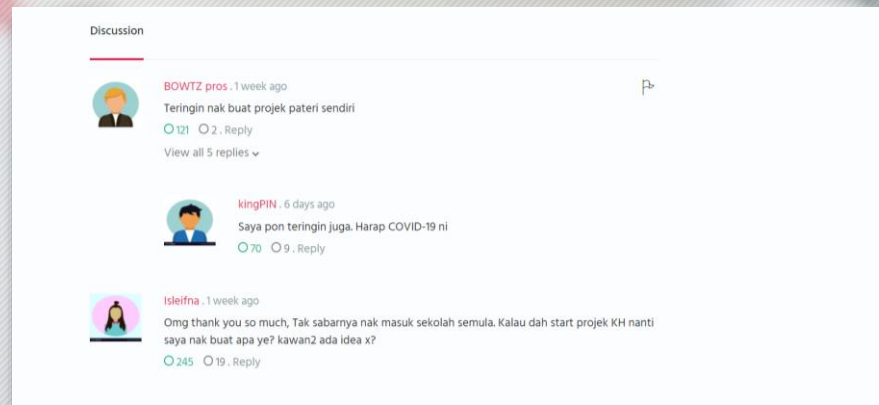 Discussion
BOWTZ pros . 1 week ago
Teringin nak buat projek pateri sendiri
121 2 . Reply
View all 5 replies
kingPIN . 6 days ago
Saya pon teringin juga. Harap COVID-19 ni
70 9 . Reply
Isleifna . 1 week ago
Omg thank you so much, Tak sabarnya nak masuk sekolah semula. Kalau dah start projek KH nanti
saya nak buat apa ye? kawan2 ada idea x?
245 19 . Reply